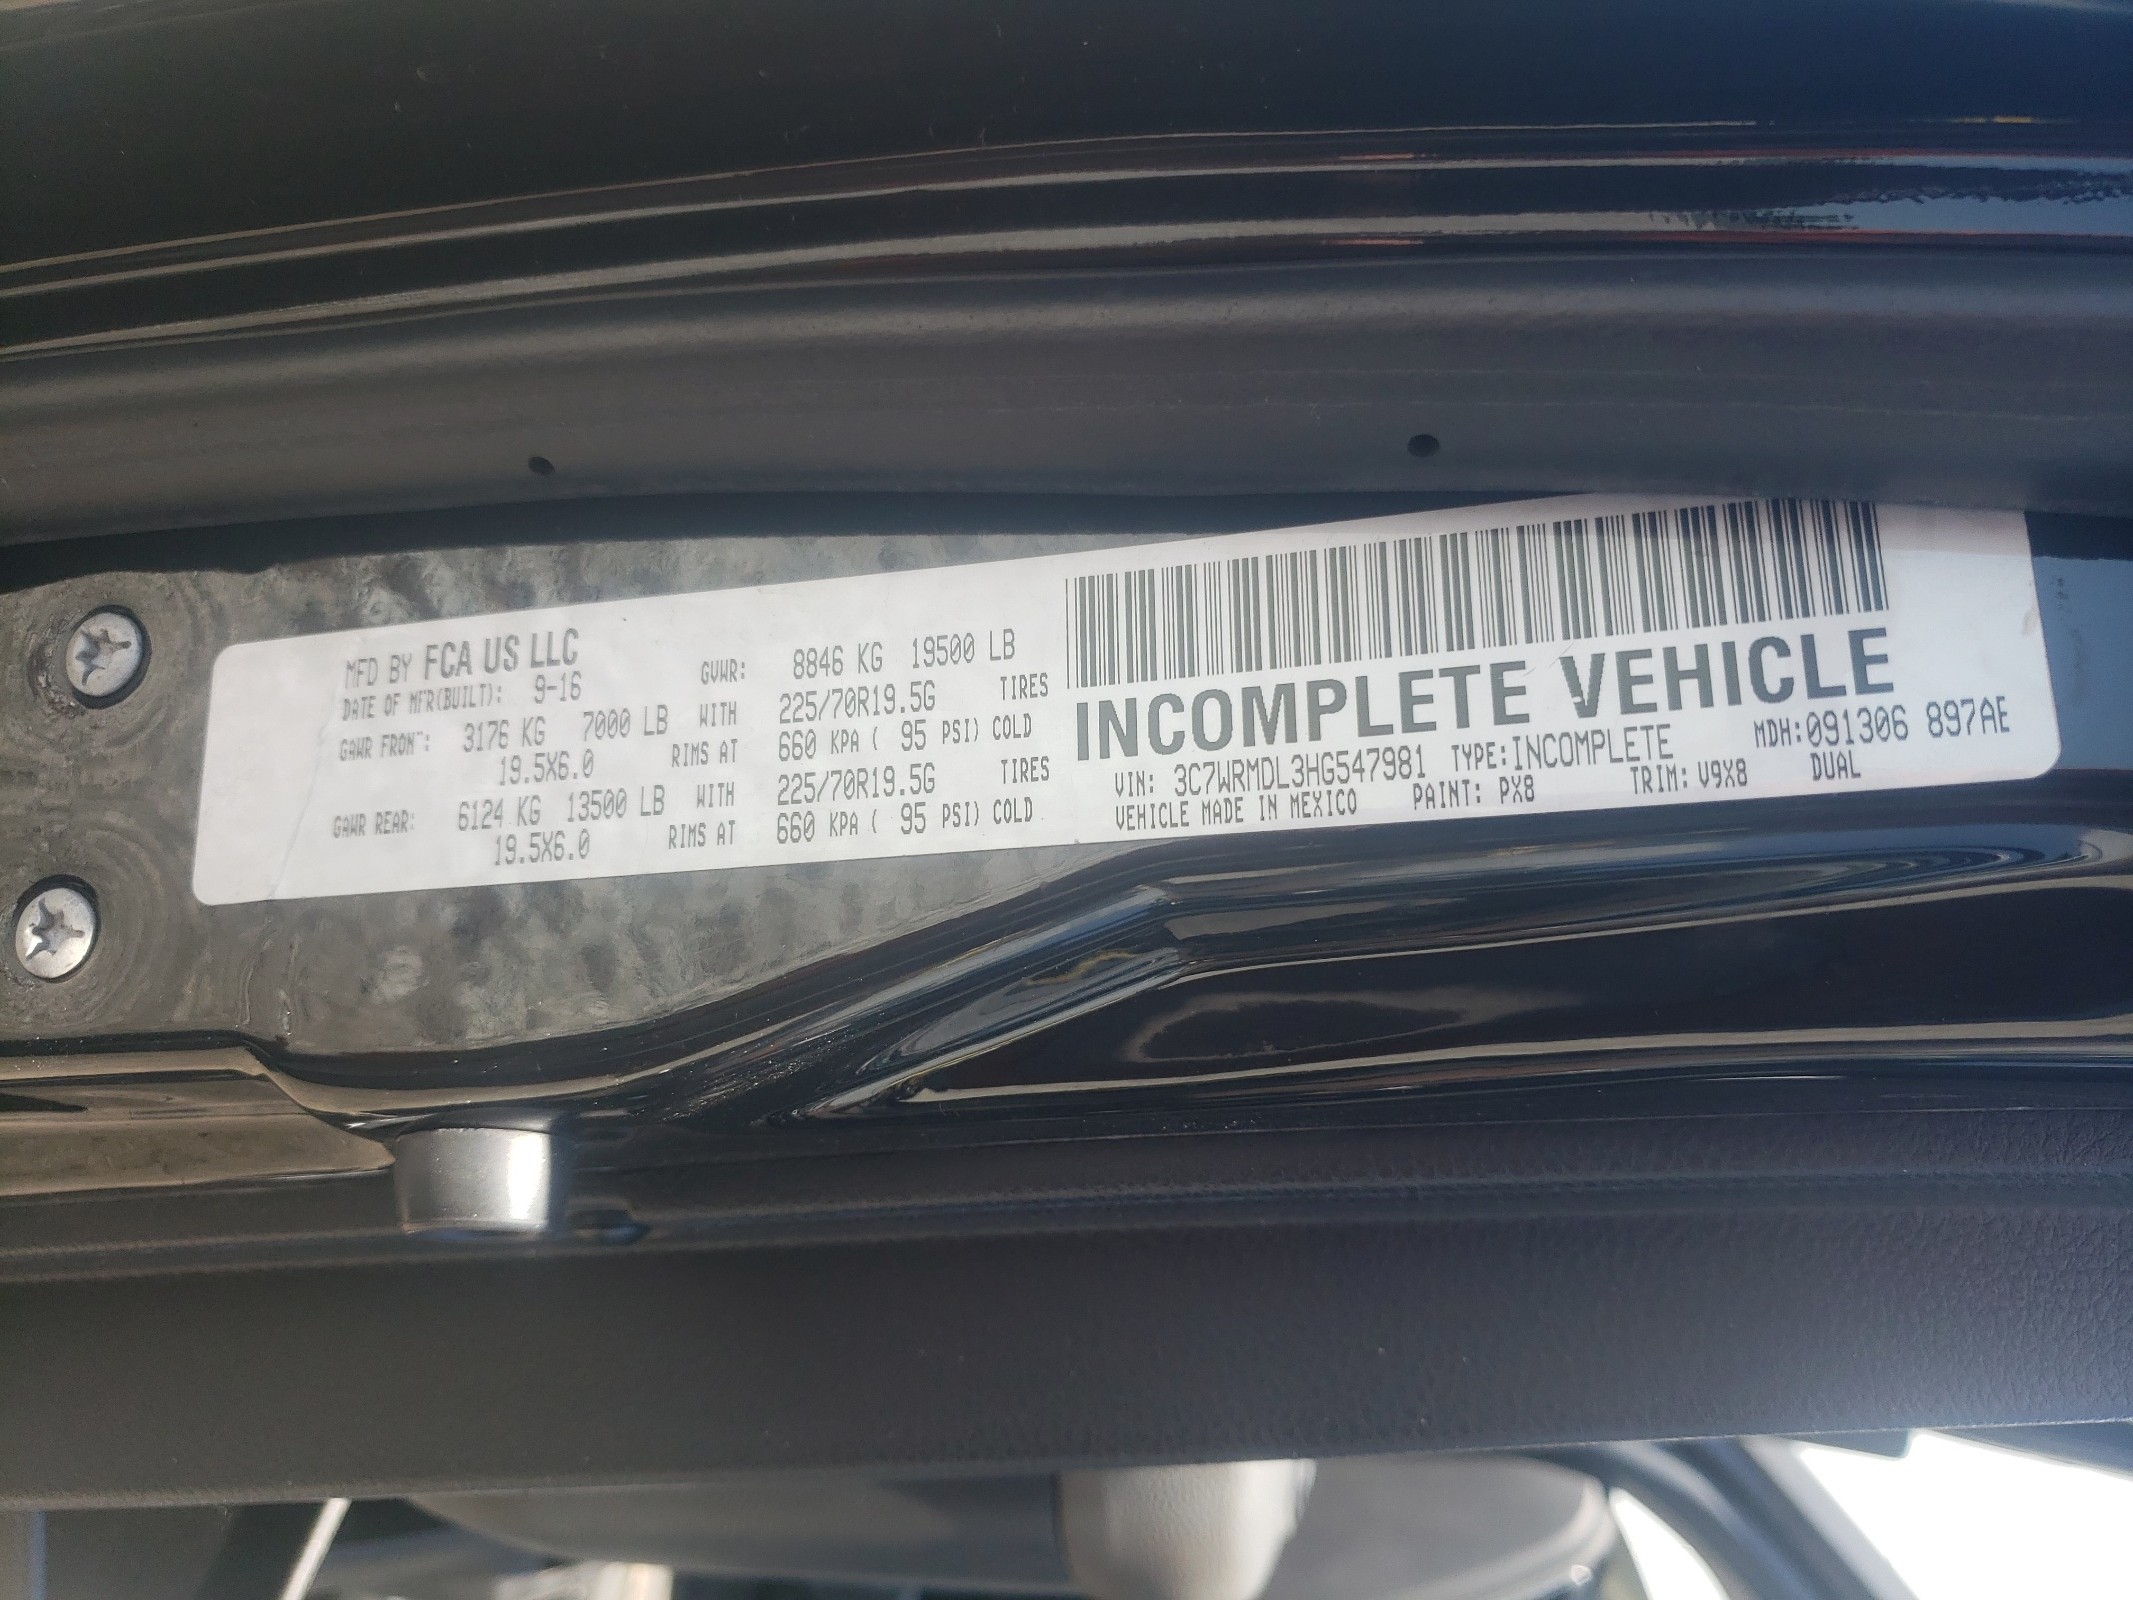 MFD BY FCA US LLC
DATE OF MFR(BUILT): 9-16 GVWR: 8846 KG 19500 LB
GAWR FRONT: 3176 KG 7000 LB WITH 225/70R19.5G TIRES
19.5X6.0 RIMS AT 660 KPA ( 95 PSI) COLD
GAWR REAR: 6124 KG 13500 LB WITH 225/70R19.5G TIRES
19.5X6.0 RIMS AT 660 KPA ( 95 PSI) COLD
INCOMPLETE VEHICLE
VIN: 3C7WRMDL3HG547981 TYPE:INCOMPLETE MDH:091306 897AE
VEHICLE MADE IN MEXICO PAINT: PX8 TRIM: V9X8 DUAL